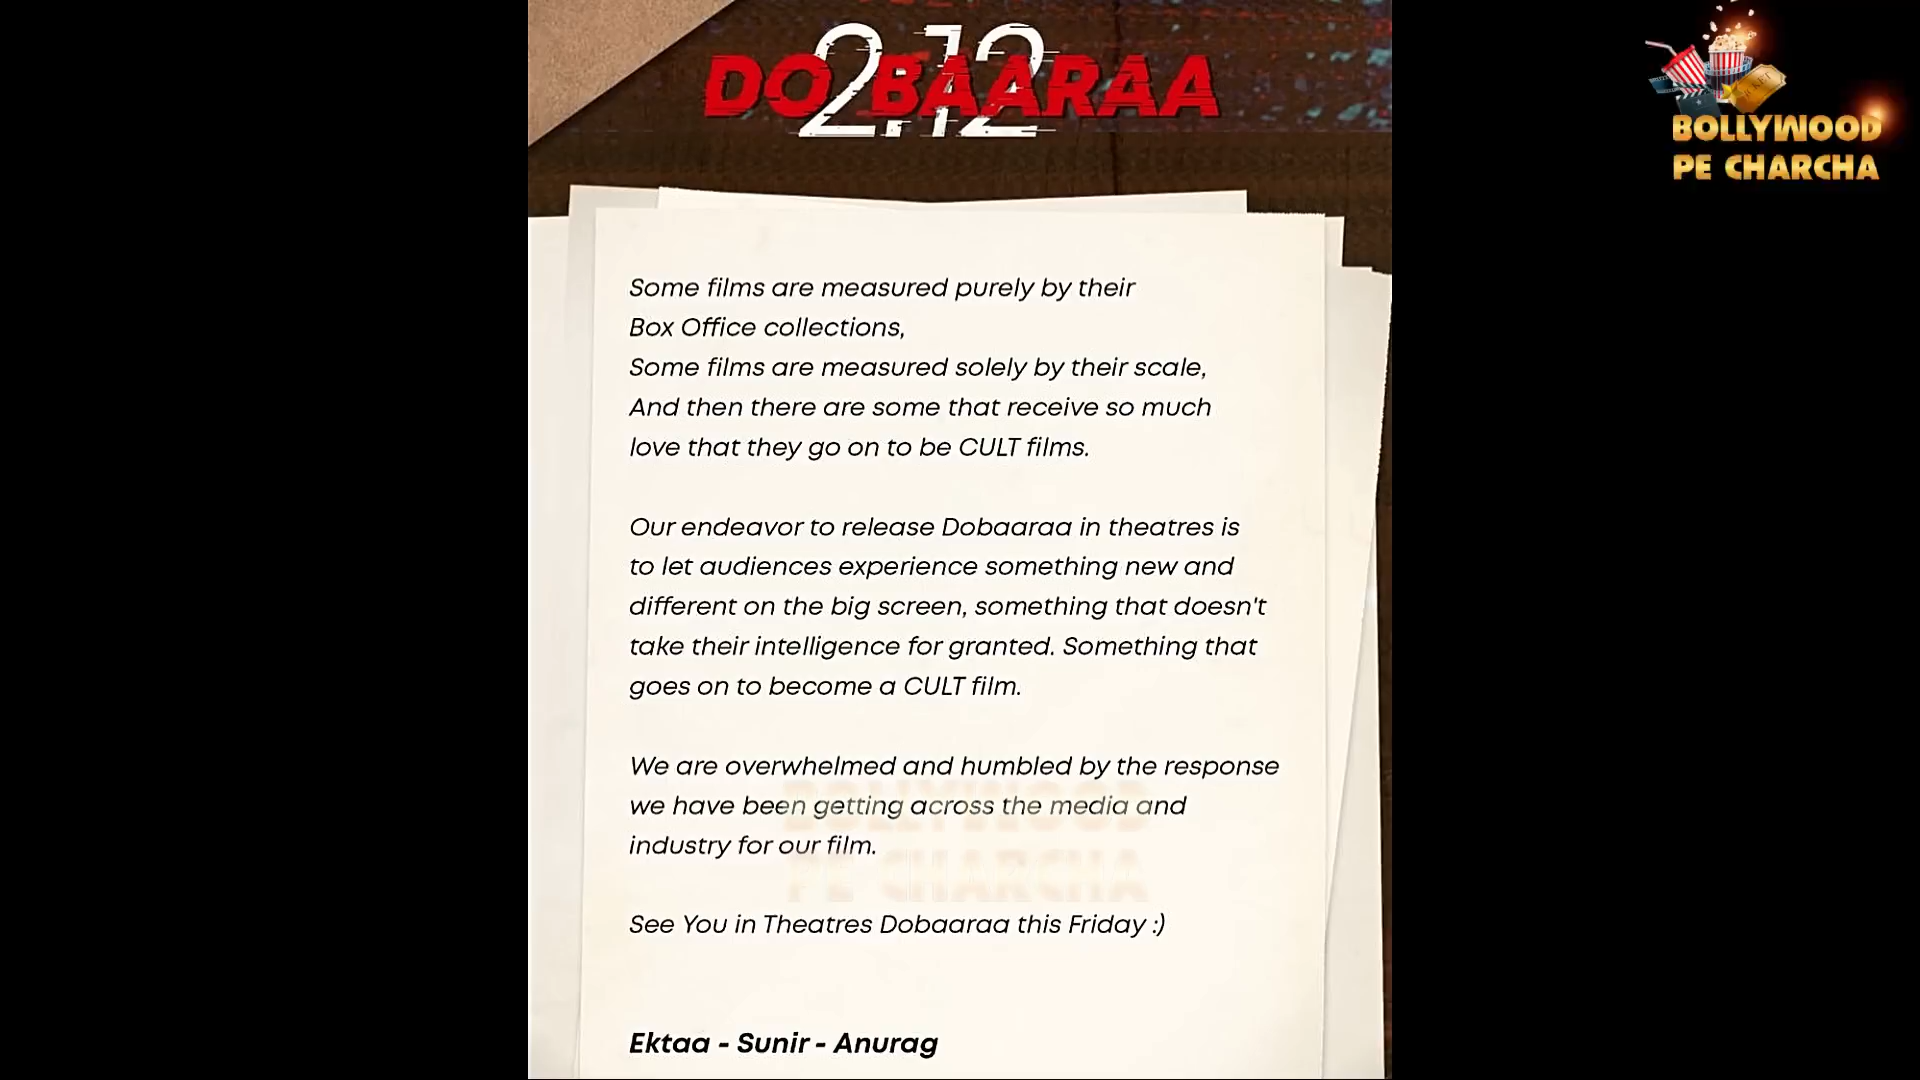 DO BAARAA
2:12
BOLLYWOOD
PE CHARCHA
Some films are measured purely by their
Box Office collections,
Some films are measured solely by their scale,
And then there are some that receive so much
love that they go on to be CULT films.
Our endeavor to release Dobaaraa in theatres is
to let audiences experience something new and
different on the big screen, something that doesn't
take their intelligence for granted. Something that
goes on to become a CULT film.
We are overwhelmed and humbled by the response
we have been getting across the media and
industry for our film.
BOLLYWOOD
PE CHARCHA
See You in Theatres Dobaaraa this Friday :)
Ektaa - Sunir - Anurag